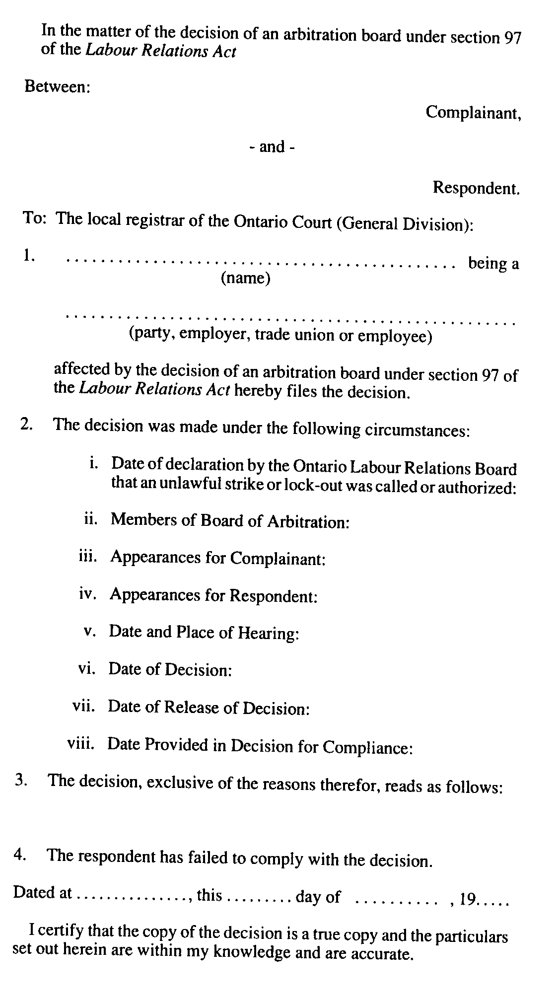 In the matter of the decision of an arbitration board under section 97
of the Labour Relations Act
Between:
Complainant,
- and -
Respondent.
To: The local registrar of the Ontario Court (General Division):
1. ............................................. being a
(name)
....................................................
(party, employer, trade union or employee)
affected by the decision of an arbitration board under section 97 of
the Labour Relations Act hereby files the decision.
2. The decision was made under the following circumstances:
i. Date of declaration by the Ontario Labour Relations Board
that an unlawful strike or lock-out was called or authorized:
ii. Members of Board of Arbitration:
iii. Appearances for Complainant:
iv. Appearances for Respondent:
v. Date and Place of Hearing:
vi. Date of Decision:
vii. Date of Release of Decision:
viii. Date Provided in Decision for Compliance:
3. The decision, exclusive of the reasons therefor, reads as follows:
4. The respondent has failed to comply with the decision.
Dated at ..............., this ......... day of .......... , 19.....
I certify that the copy of the decision is a true copy and the particulars
set out herein are within my knowledge and are accurate.